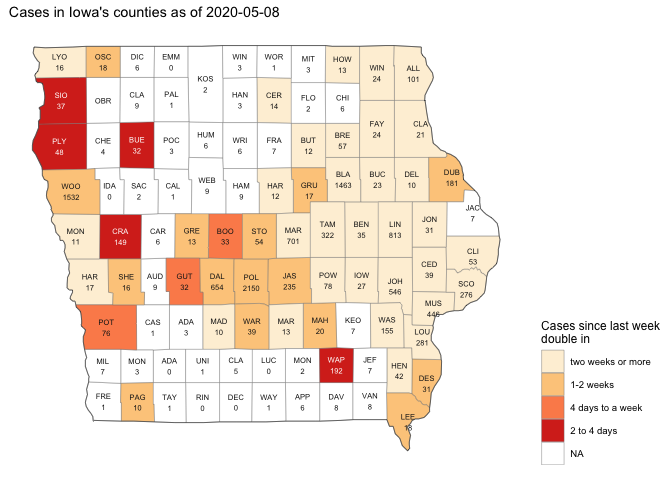 Cases in Iowa's counties as of 2020-05-08
LYO OSC DIC EMM WIN WOR MIT HOW WIN ALL
16 18 6 0 3 1 3 13 24 101
KOS
2
SIO OBR CLA PAL HAN CER FLO CHI
37 9 1 3 14 2 6
PLY CHE BUE POC HUM WRI FRA BUT BRE FAY CLA
48 4 32 3 6 6 7 12 57 24 21
WOO IDA SAC CAL WEB HAM HAR GRU BLA BUC DEL DUB
1532 0 2 1 9 9 12 17 1463 23 10 181
JAC
7
MON CRA CAR GRE BOO STO MAR TAM BEN LIN JON
11 149 6 13 33 54 701 322 35 813 31
CLI
53
HAR SHE AUD GUT DAL POL JAS POW IOW JOH CED SCO
17 16 9 32 654 2150 235 78 27 546 39 276
MUS
446
POT CAS ADA MAD WAR MAR MAH KEO WAS LOU
76 1 3 10 39 13 20 7 155 281
MIL MON ADA UNI CLA LUC MON WAP JEF HEN DES
7 3 0 1 5 0 2 192 7 42 31
FRE PAG TAY RIN DEC WAY APP DAV VAN LEE
1 10 1 0 0 1 6 8 8
Cases since last week
double in
two weeks or more
1-2 weeks
4 days to a week
2 to 4 days
NA